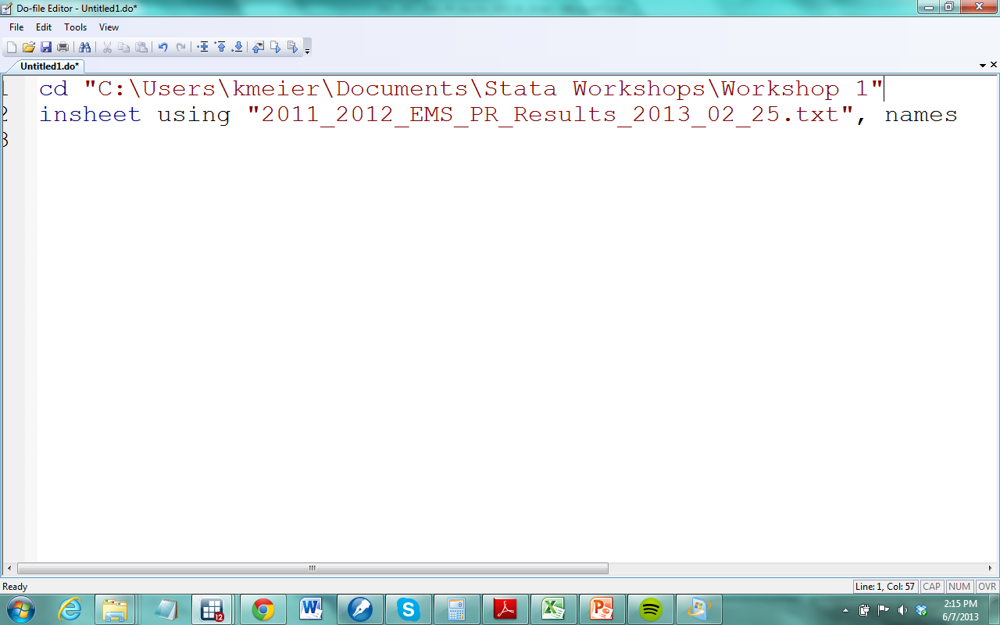 Do-file Editor - Untitled1.do*
File Edit Tools View
Untitled1.do*
1 cd "C:\Users\kmeier\Documents\Stata Workshops\Workshop 1"
2 insheet using "2011_2012_EMS_PR_Results_2013_02_25.txt", names
3
Ready Line: 1, Col: 57 CAP NUM OVR
12 2:15 PM
6/7/2013